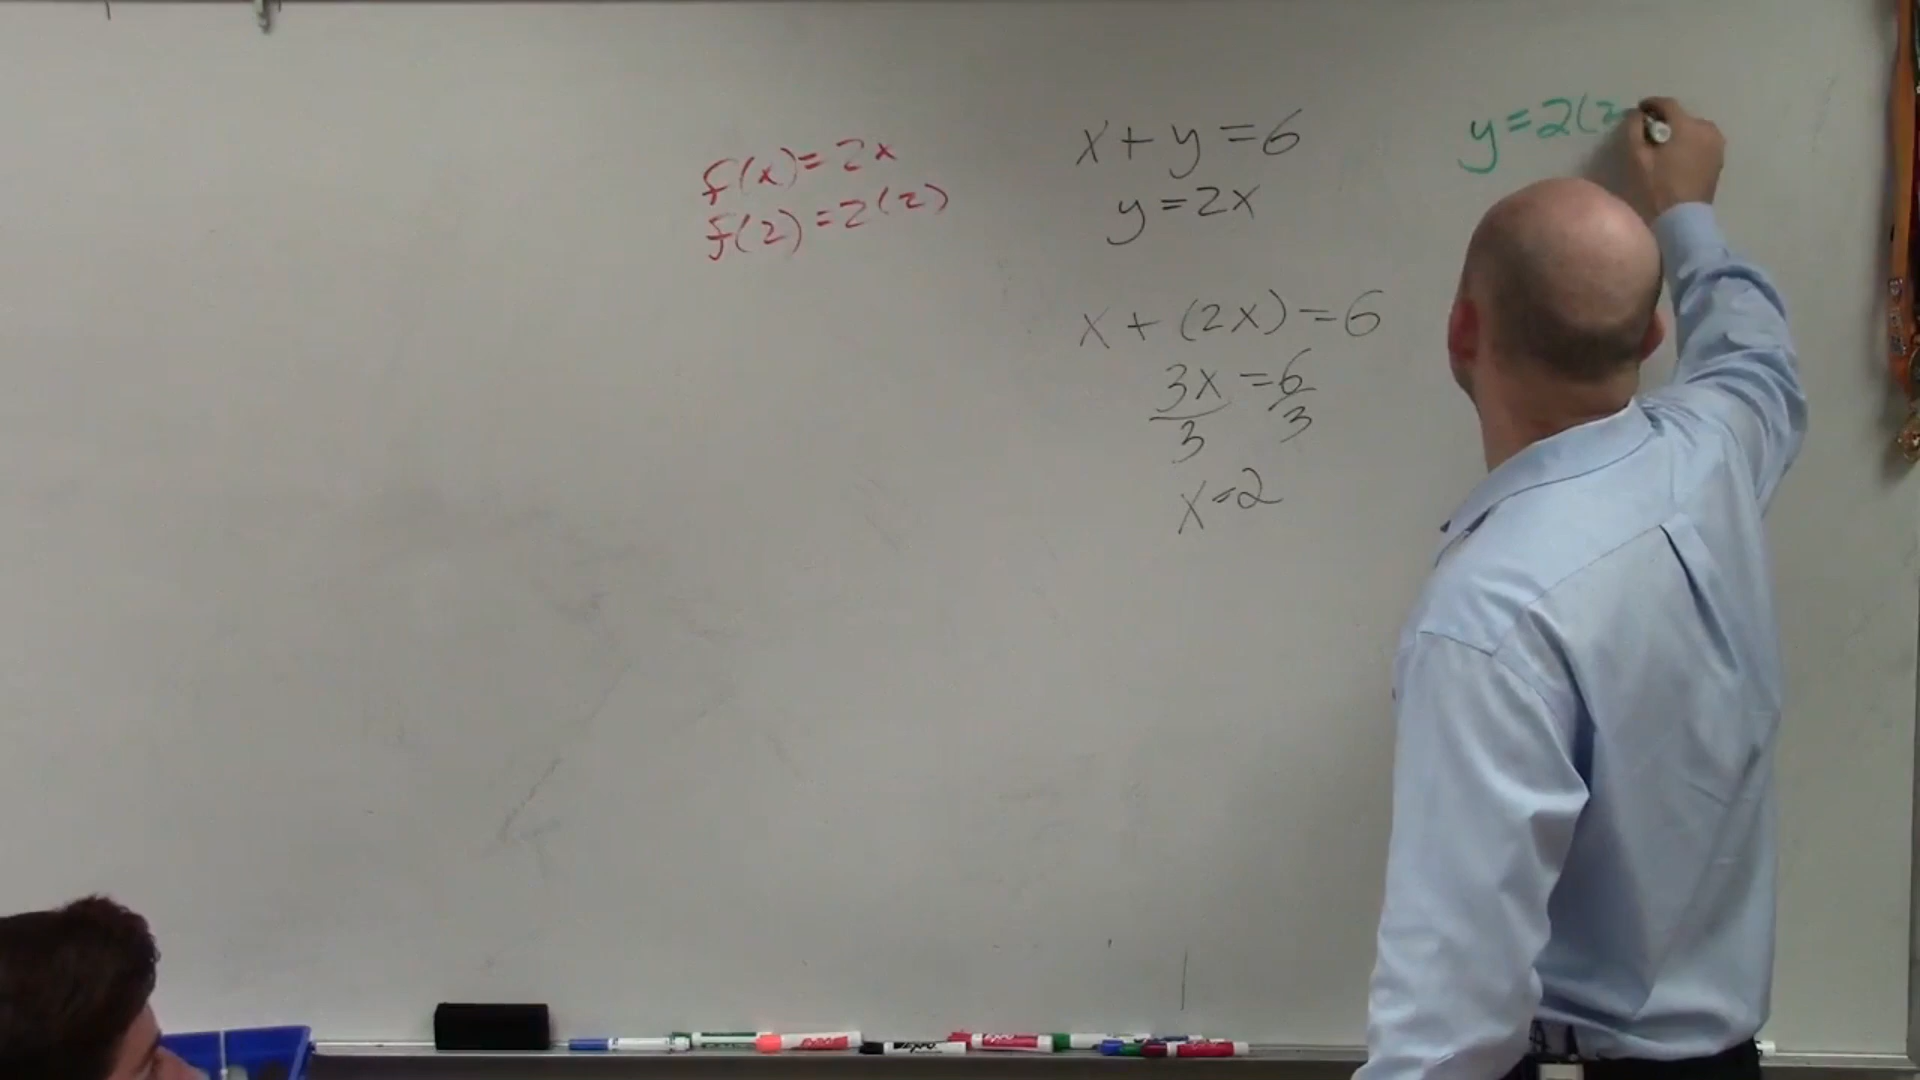 f(x)=2x
f(2)=2(2)
x+y=6
y=2x
x+(2x)=6
3x=6
3 3
x=2
y=2(2